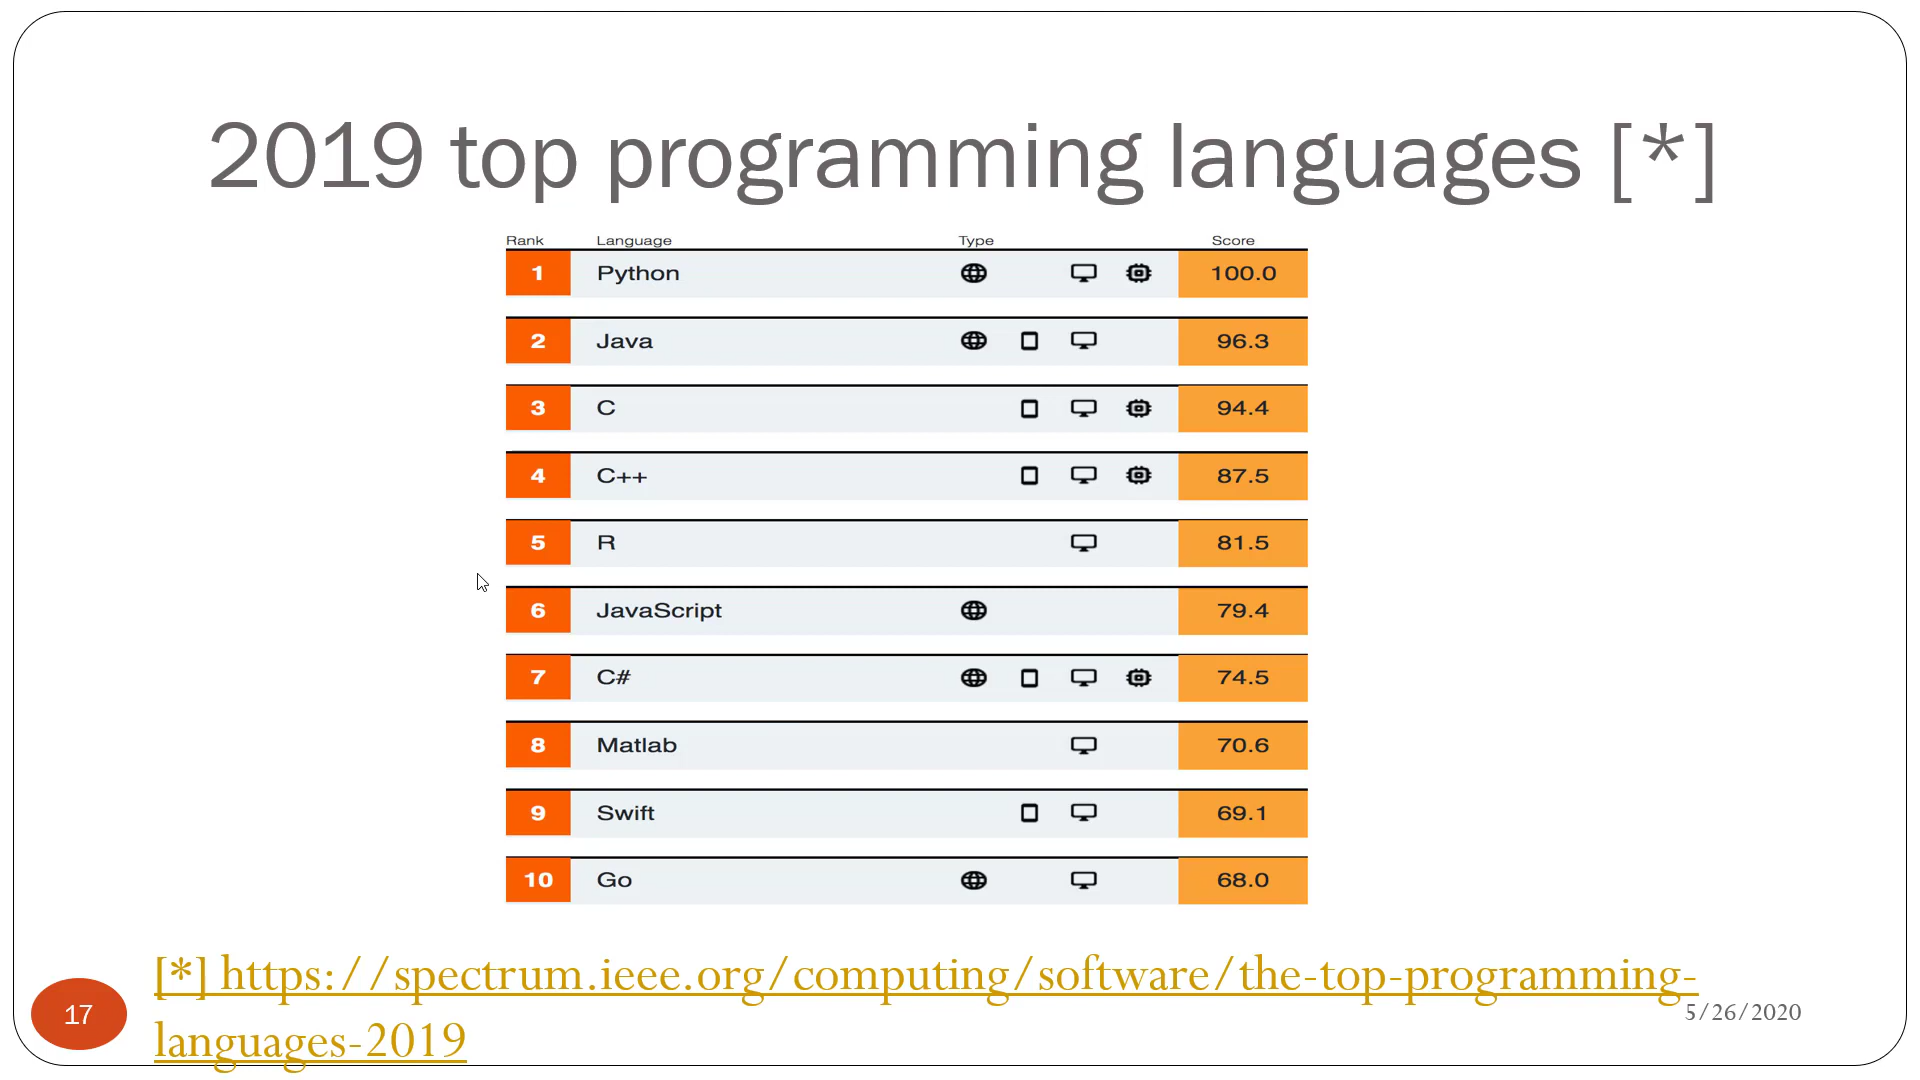 2019 top programming languages [*]
Rank Language Type Score
1 Python 100.0
2 Java 96.3
3 C 94.4
4 C++ 87.5
5 R 81.5
6 JavaScript 79.4
7 C# 74.5
8 Matlab 70.6
9 Swift 69.1
10 Go 68.0
[*] https://spectrum.ieee.org/computing/software/the-top-programming-
languages-2019
17
5/26/2020